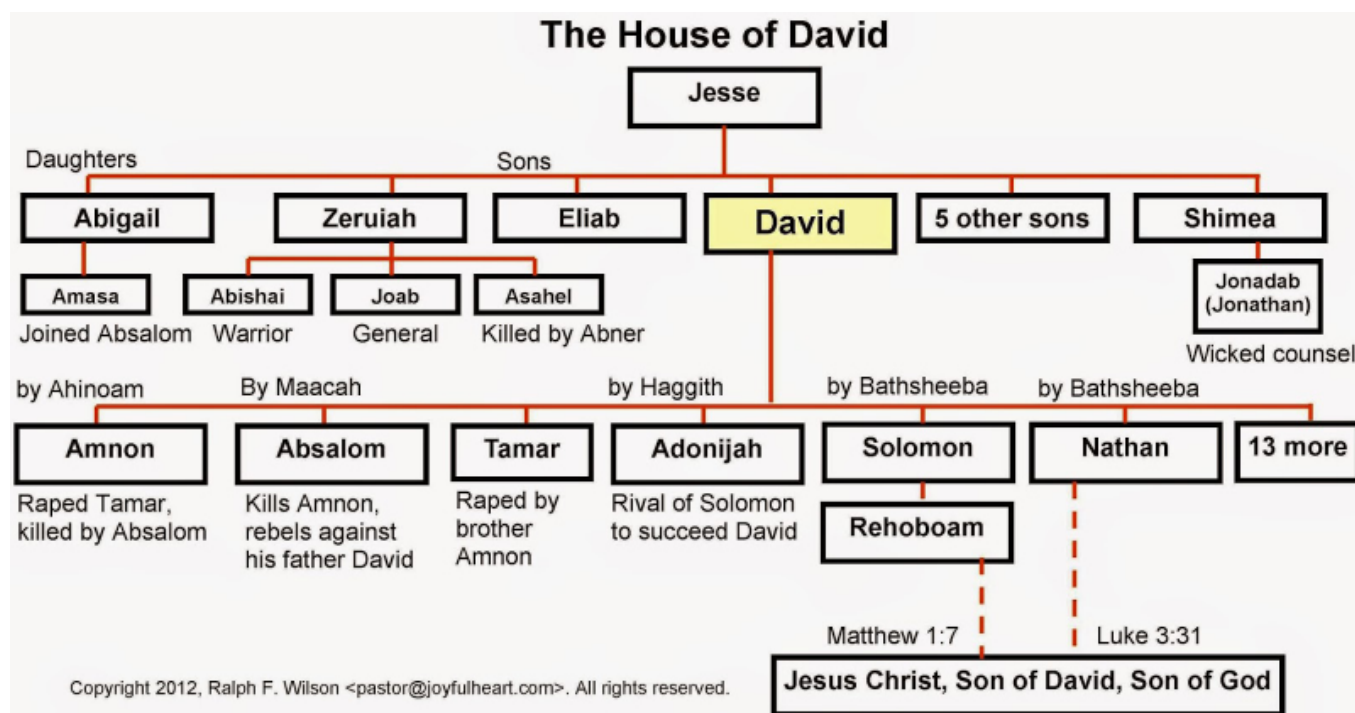 The House of David
Jesse
Daughters
Sons
Abigail
Zeruiah
Eliab
David
5 other sons
Shimea
Amasa
Abishai
Joab
Asahel
Jonadab
(Jonathan)
Joined Absalom
Warrior
General
Killed by Abner
Wicked counsel
by Ahinoam
By Maacah
by Haggith
by Bathsheeba
by Bathsheeba
Amnon
Absalom
Tamar
Adonijah
Solomon
Nathan
13 more
Raped Tamar,
killed by Absalom
Kills Amnon,
rebels against
his father David
Raped by
brother
Amnon
Rival of Solomon
to succeed David
Rehoboam
Matthew 1:7
Luke 3:31
Jesus Christ, Son of David, Son of God
Copyright 2012, Ralph F. Wilson <pastor@joyfulheart.com>. All rights reserved.